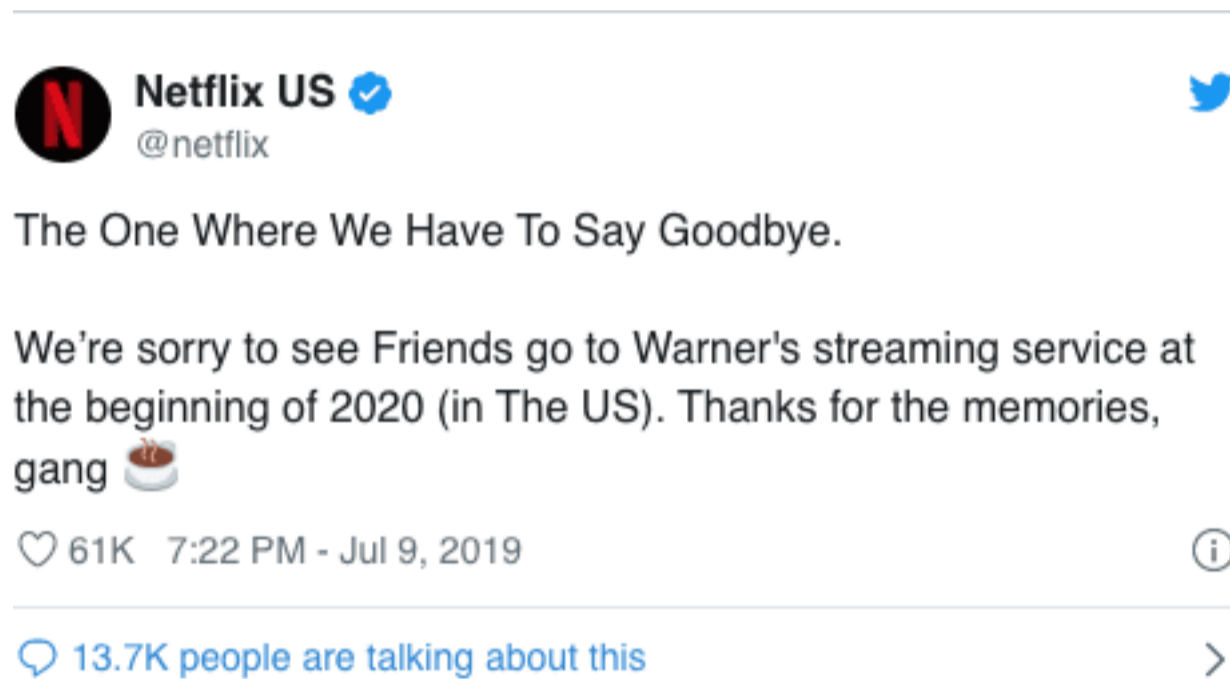 Netflix US
@netflix
The One Where We Have To Say Goodbye.
We’re sorry to see Friends go to Warner's streaming service at
the beginning of 2020 (in The US). Thanks for the memories,
gang ☕
61K 7:22 PM - Jul 9, 2019
13.7K people are talking about this